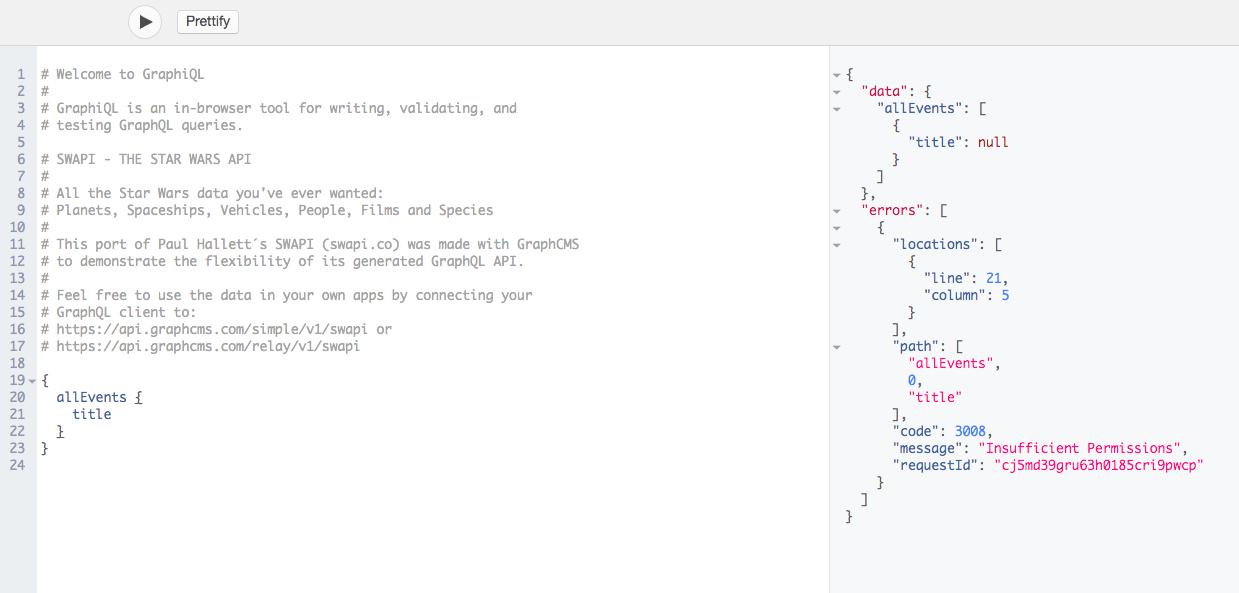 Prettify
1 # Welcome to GraphiQL
2 #
3 # GraphiQL is an in-browser tool for writing, validating, and
4 # testing GraphQL queries.
5
6 # SWAPI - THE STAR WARS API
7 #
8 # All the Star Wars data you've ever wanted:
9 # Planets, Spaceships, Vehicles, People, Films and Species
10 #
11 # This port of Paul Hallett´s SWAPI (swapi.co) was made with GraphCMS
12 # to demonstrate the flexibility of its generated GraphQL API.
13 #
14 # Feel free to use the data in your own apps by connecting your
15 # GraphQL client to:
16 # https://api.graphcms.com/simple/v1/swapi or
17 # https://api.graphcms.com/relay/v1/swapi
18
19 {
20   allEvents {
21     title
22   }
23 }
24
{
  "data": {
    "allEvents": [
      {
        "title": null
      }
    ]
  },
  "errors": [
    {
      "locations": [
        {
          "line": 21,
          "column": 5
        }
      ],
      "path": [
        "allEvents",
        0,
        "title"
      ],
      "code": 3008,
      "message": "Insufficient Permissions",
      "requestId": "cj5md39gru63h0185cri9pwcp"
    }
  ]
}